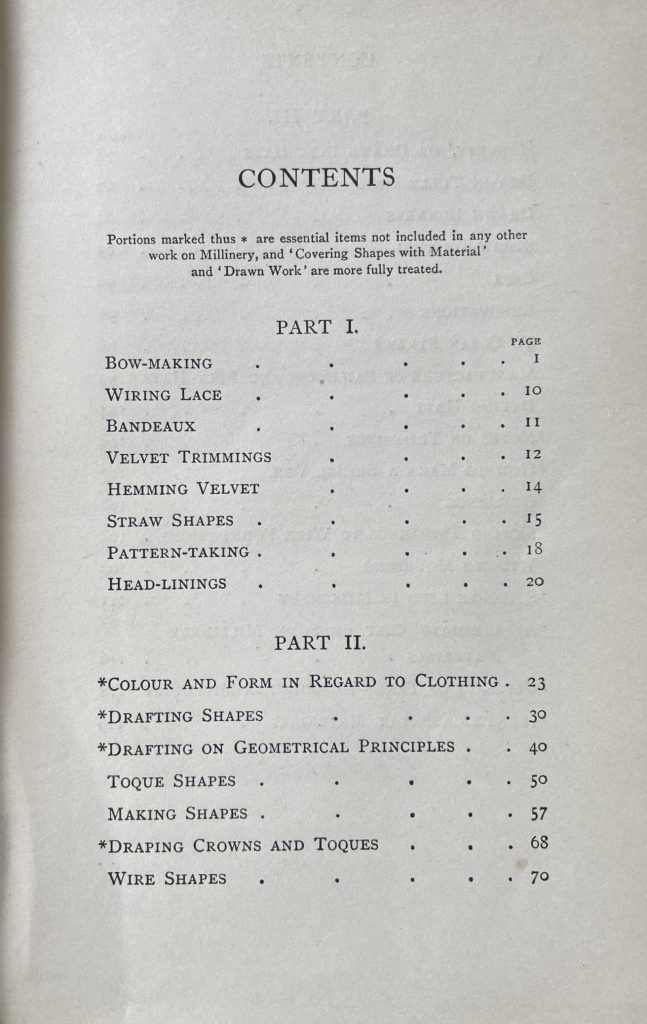 CONTENTS
Portions marked thus * are essential items not included in any other
work on Millinery, and ‘Covering Shapes with Material’
and ‘Drawn Work’ are more fully treated.
PART I.
PAGE
Bow-making . . . . . 1
Wiring Lace . . . . . 10
Bandeaux . . . . . 11
Velvet Trimmings . . . . 12
Hemming Velvet . . . . 14
Straw Shapes . . . . . 15
Pattern-taking . . . . . 18
Head-linings . . . . . 20
PART II.
*Colour and Form in Regard to Clothing . 23
*Drafting Shapes . . . . 30
*Drafting on Geometrical Principles . . 40
Toque Shapes . . . . . 50
Making Shapes . . . . . 57
*Draping Crowns and Toques . . . 68
Wire Shapes . . . . . 70